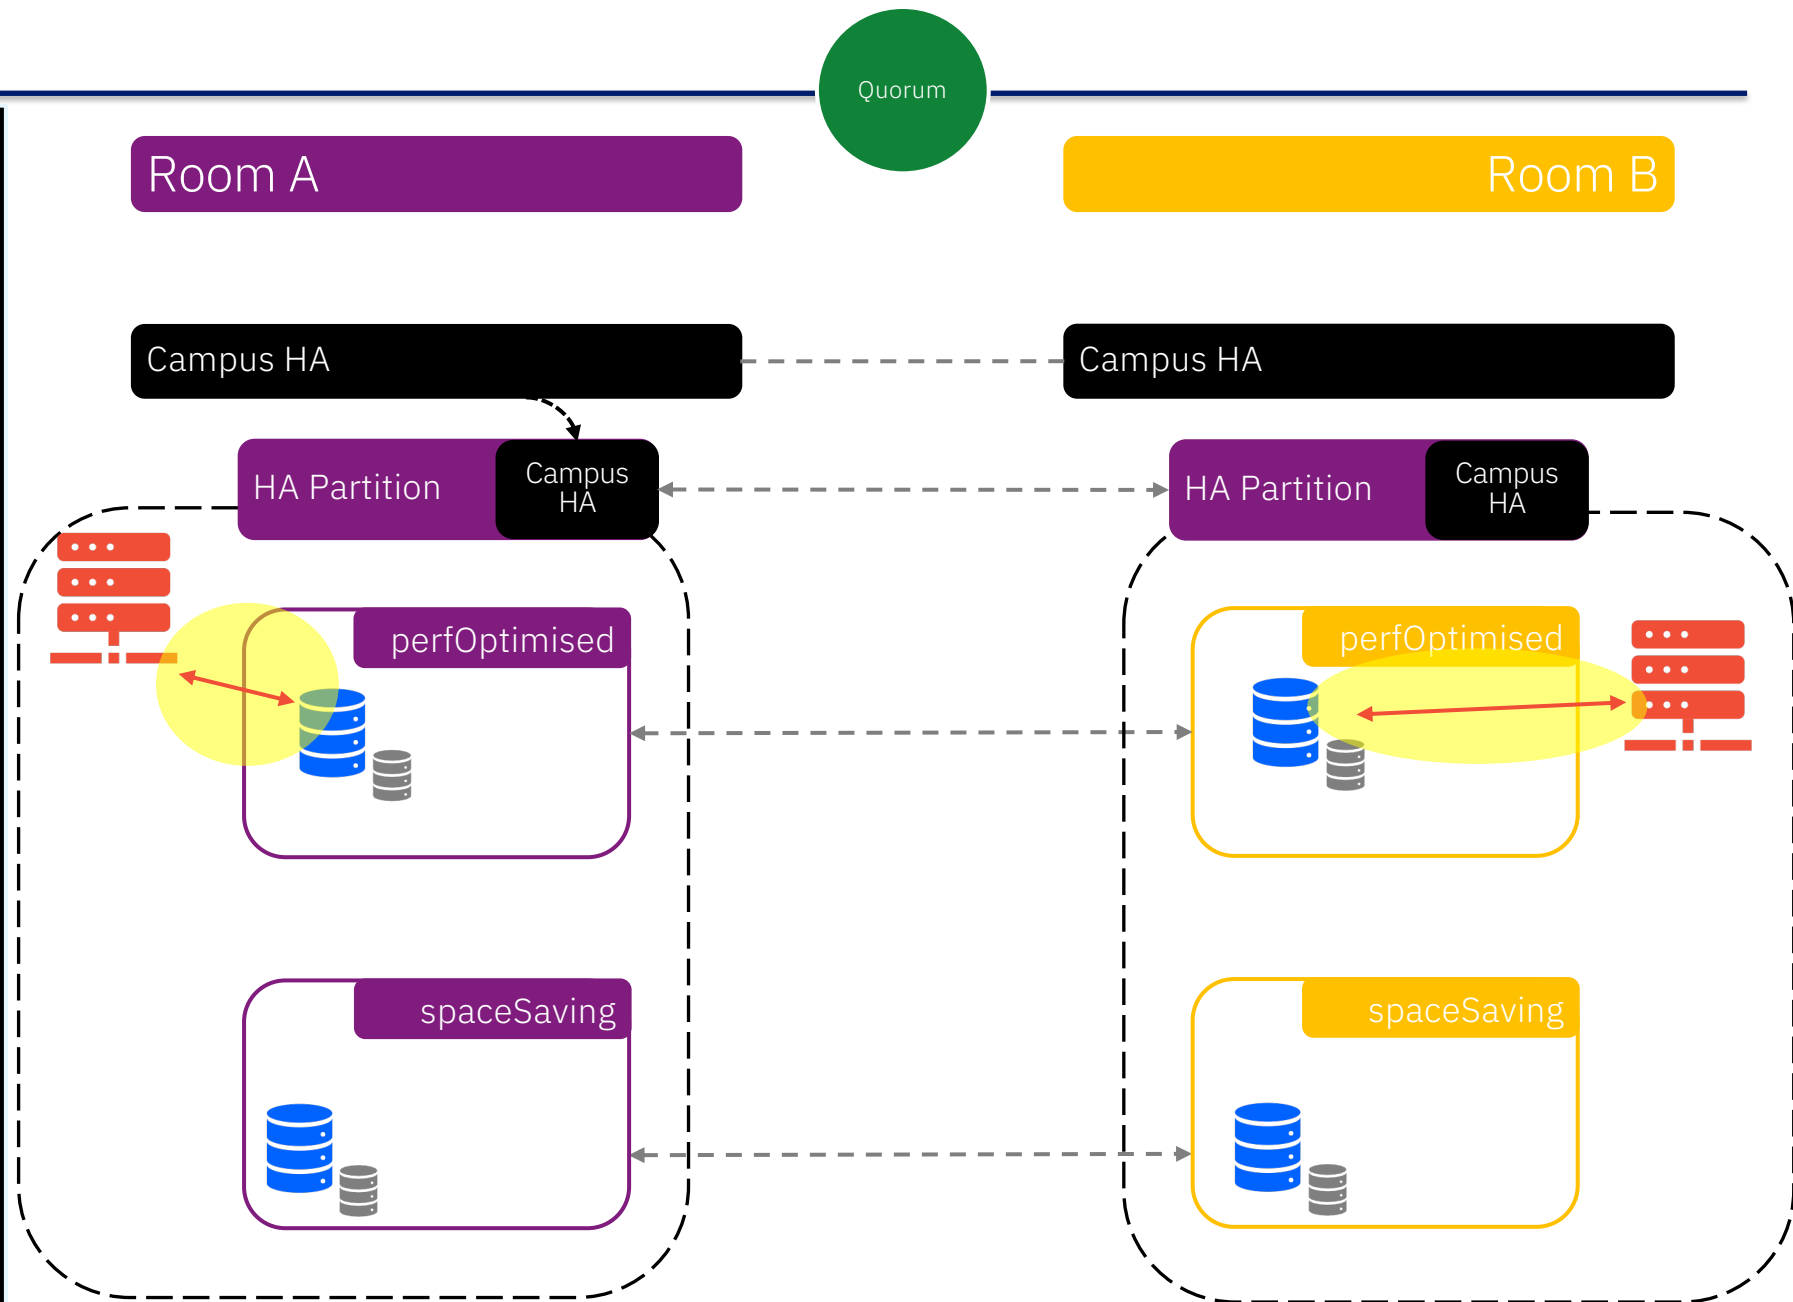 Quorum
Room A
Room B
Campus HA
Campus HA
HA Partition
Campus
HA
HA Partition
Campus
HA
perfOptimised
perfOptimised
spaceSaving
spaceSaving